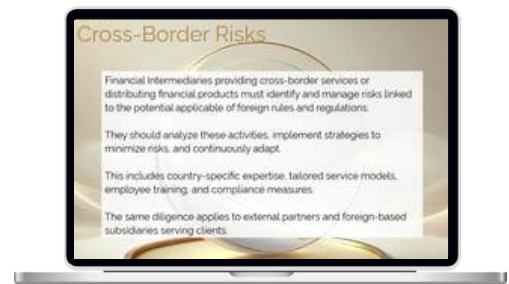 Cross-Border Risks
Financial Intermediaries providing cross-border services or
distributing financial products must identify and manage risks linked
to the potential applicable of foreign rules and regulations.
They should analyze these activities, implement strategies to
minimize risks, and continuously adapt.
This includes country-specific expertise, tailored service models,
employee training, and compliance measures.
The same diligence applies to external partners and foreign-based
subsidiaries serving clients.